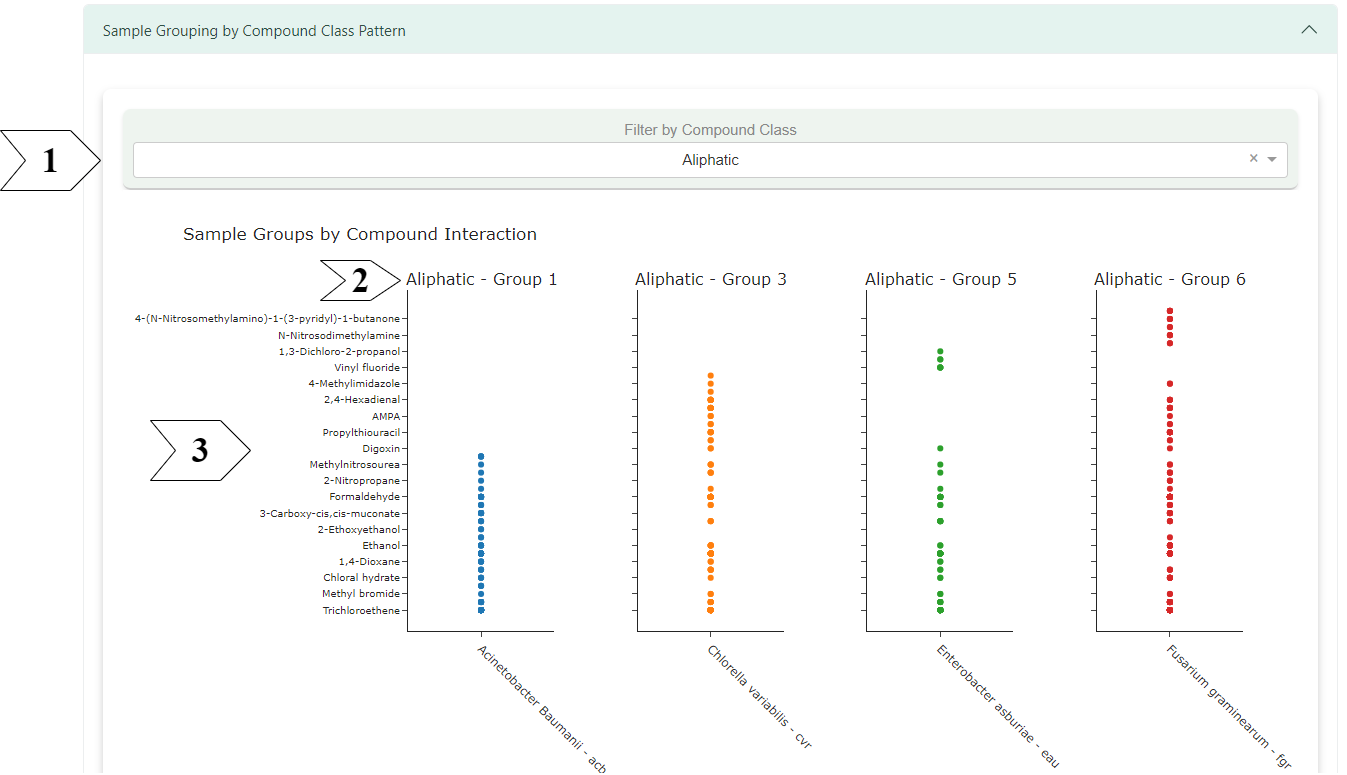 Sample Grouping by Compound Class Pattern
1
Filter by Compound Class
Aliphatic
×
Sample Groups by Compound Interaction
2
Aliphatic - Group 1
Aliphatic - Group 3
Aliphatic - Group 5
Aliphatic - Group 6
4-(N-Nitrosomethylamino)-1-(3-pyridyl)-1-butanone
N-Nitrosodimethylamine
1,3-Dichloro-2-propanol
Vinyl fluoride
4-Methylimidazole
2,4-Hexadienal
AMPA
Propylthiouracil
3
Digoxin
Methylnitrosourea
2-Nitropropane
Formaldehyde
3-Carboxy-cis,cis-muconate
2-Ethoxyethanol
Ethanol
1,4-Dioxane
Chloral hydrate
Methyl bromide
Trichloroethene
Acinetobacter Baumanii - acb
Chlorella variabilis - cvr
Enterobacter asburiae - eau
Fusarium graminearum - fgr